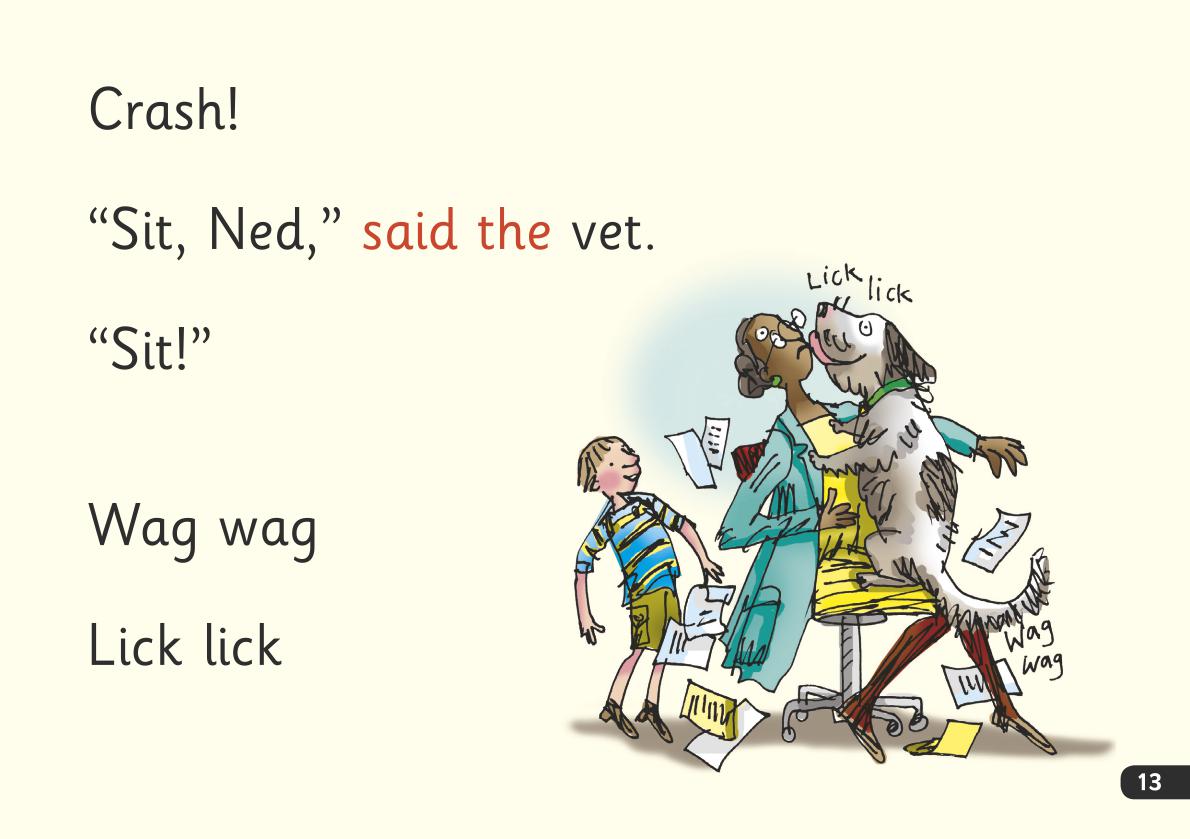 Crash!
“Sit, Ned,” said the vet.
“Sit!”
Wag wag
Lick lick
Lick lick
Wag
wag
13